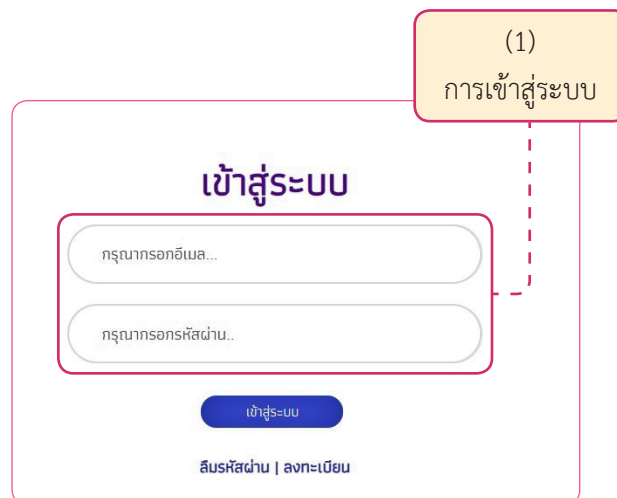 (1)
การเข้าสู่ระบบ
เข้าสู่ระบบ
กรุณากรอกอีเมล...
กรุณากรอกรหัสผ่าน..
เข้าสู่ระบบ
ลืมรหัสผ่าน | ลงทะเบียน